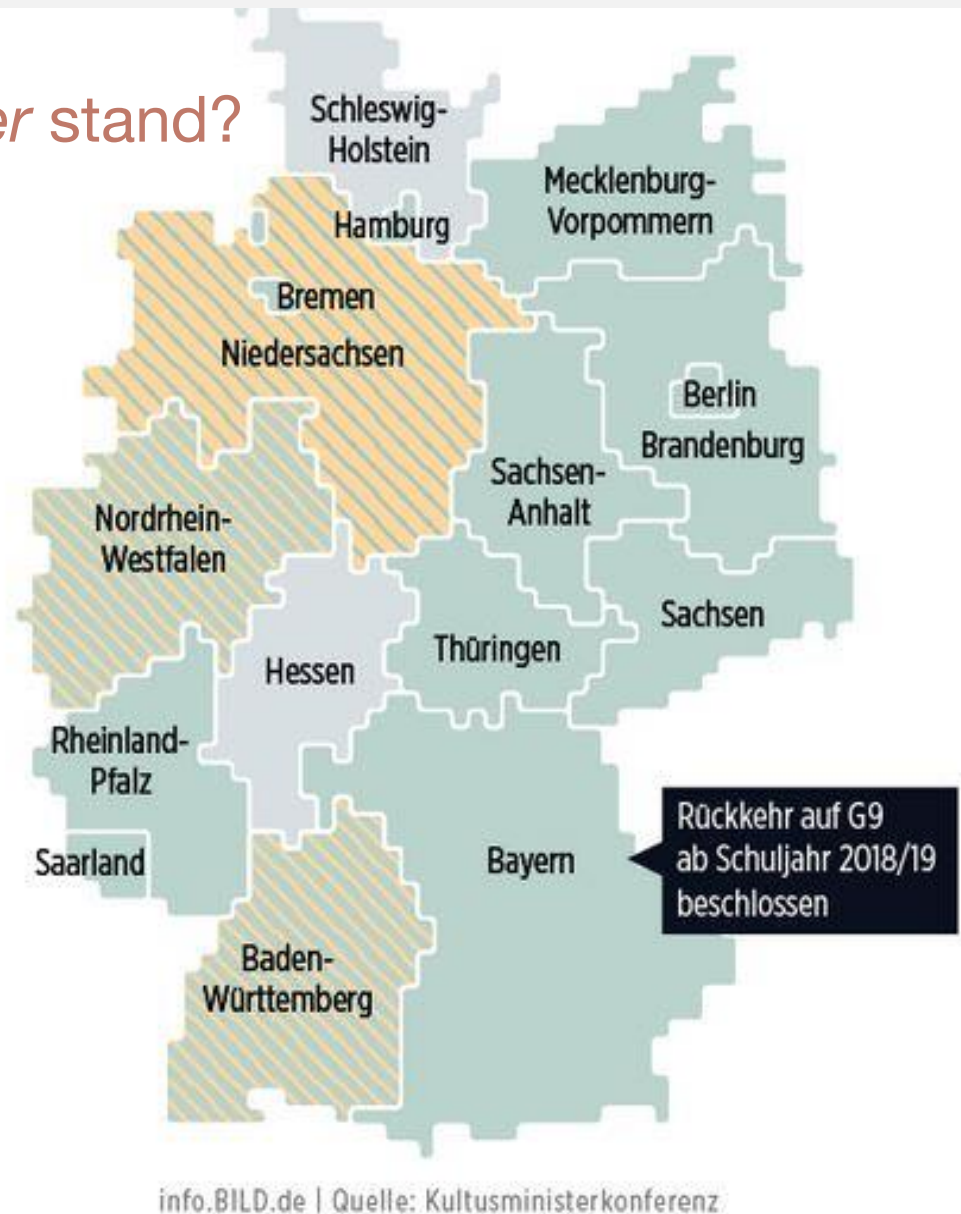 er stand?
Schleswig-
Holstein
Mecklenburg-
Vorpommern
Hamburg
Bremen
Niedersachsen
Berlin
Brandenburg
Sachsen-
Anhalt
Nordrhein-
Westfalen
Sachsen
Thüringen
Hessen
Rheinland-
Pfalz
Rückkehr auf G9
ab Schuljahr 2018/19
beschlossen
Saarland
Bayern
Baden-
Württemberg
info.BILD.de | Quelle: Kultusministerkonferenz